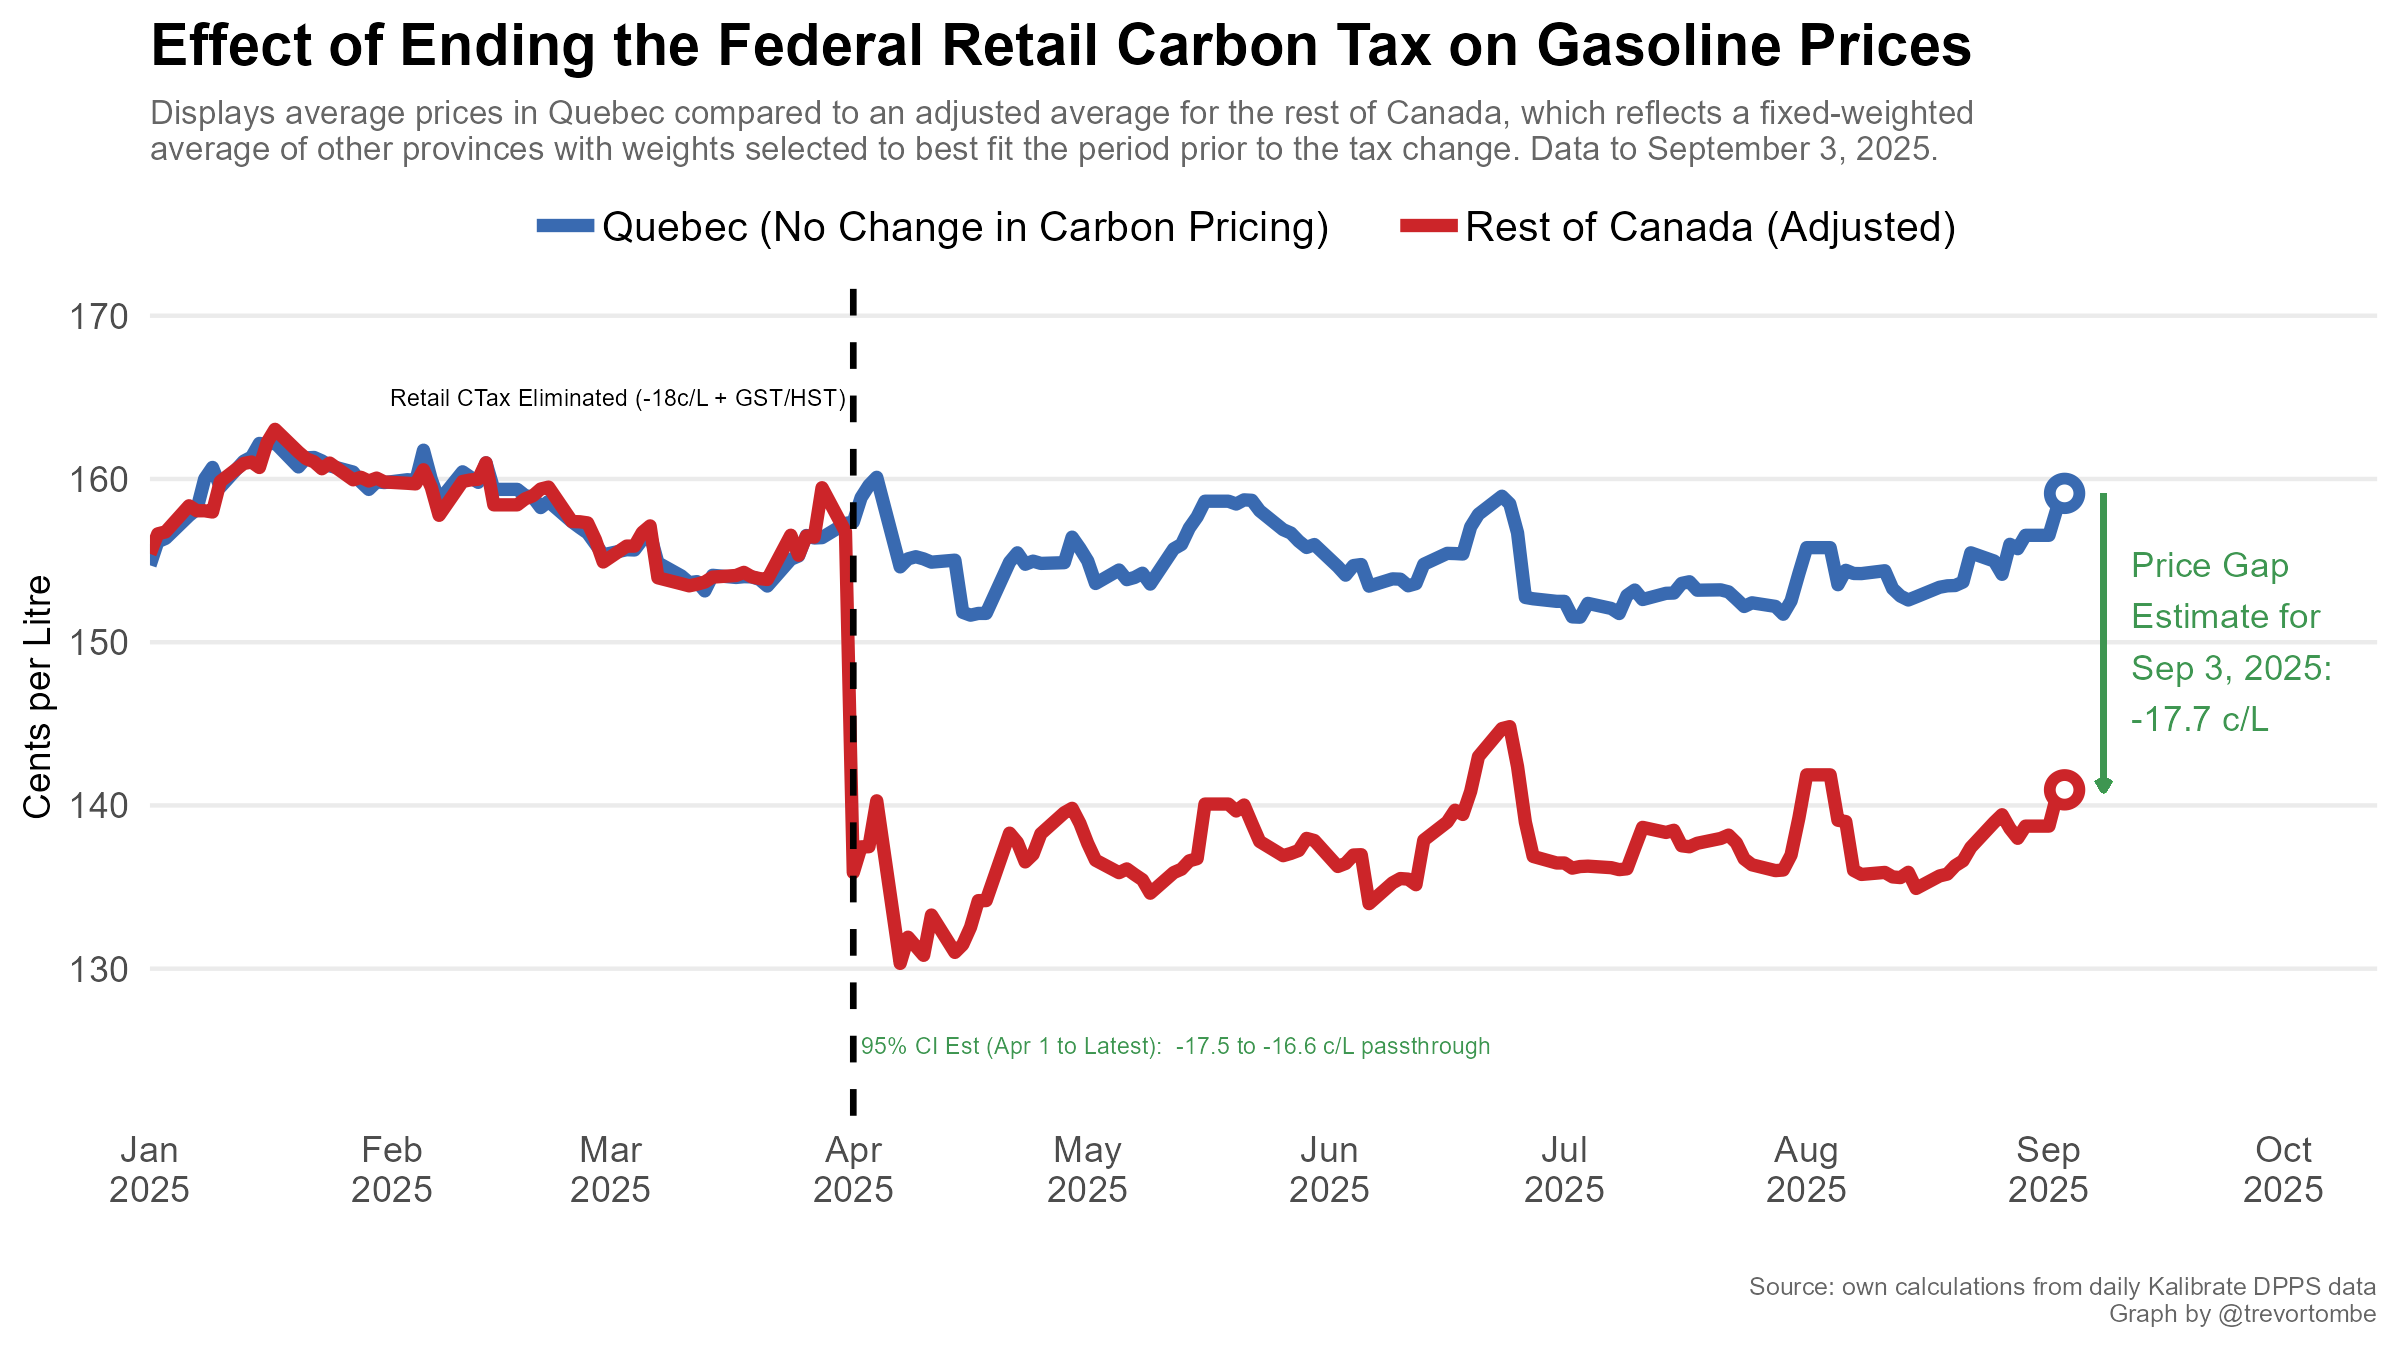 Effect of Ending the Federal Retail Carbon Tax on Gasoline Prices
Displays average prices in Quebec compared to an adjusted average for the rest of Canada, which reflects a fixed-weighted
average of other provinces with weights selected to best fit the period prior to the tax change. Data to September 3, 2025.
Quebec (No Change in Carbon Pricing)
Rest of Canada (Adjusted)
170
160
150
140
130
Cents per Litre
Retail CTax Eliminated (-18c/L + GST/HST)
Price Gap
Estimate for
Sep 3, 2025:
-17.7 c/L
95% CI Est (Apr 1 to Latest):  -17.5 to -16.6 c/L passthrough
Jan
2025
Feb
2025
Mar
2025
Apr
2025
May
2025
Jun
2025
Jul
2025
Aug
2025
Sep
2025
Oct
2025
Source: own calculations from daily Kalibrate DPPS data
Graph by @trevortombe